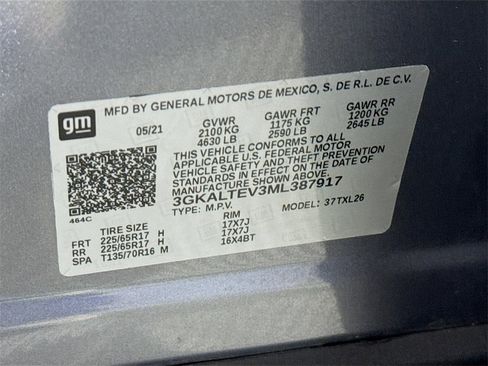 gm
MFD BY GENERAL MOTORS DE MEXICO, S. DE R.L. DE C.V.
05/21 GVWR GAWR FRT GAWR RR
2100 KG 1175 KG 1200 KG
4630 LB 2590 LB 2645 LB
THIS VEHICLE CONFORMS TO ALL
APPLICABLE U.S. FEDERAL MOTOR
VEHICLE SAFETY AND THEFT PREVENTION
STANDARDS IN EFFECT ON THE DATE OF
MANUFACTURE SHOWN ABOVE.
3GKALTEV3ML387917
464C TYPE: M.P.V. MODEL: 37TXL26
TIRE SIZE RIM
FRT 225/65R17 H 17X7J
RR 225/65R17 H 17X7J
SPA T135/70R16 M 16X4BT